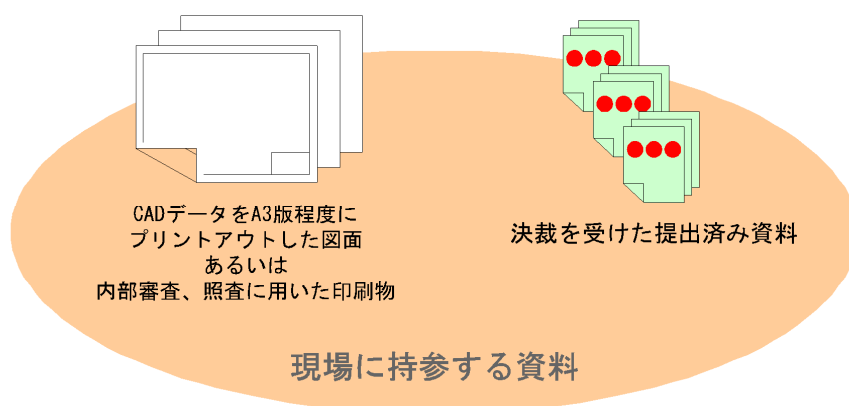 CADデータをA3版程度に
プリントアウトした図面
あるいは
内部審査、照査に用いた印刷物
決裁を受けた提出済み資料
現場に持参する資料